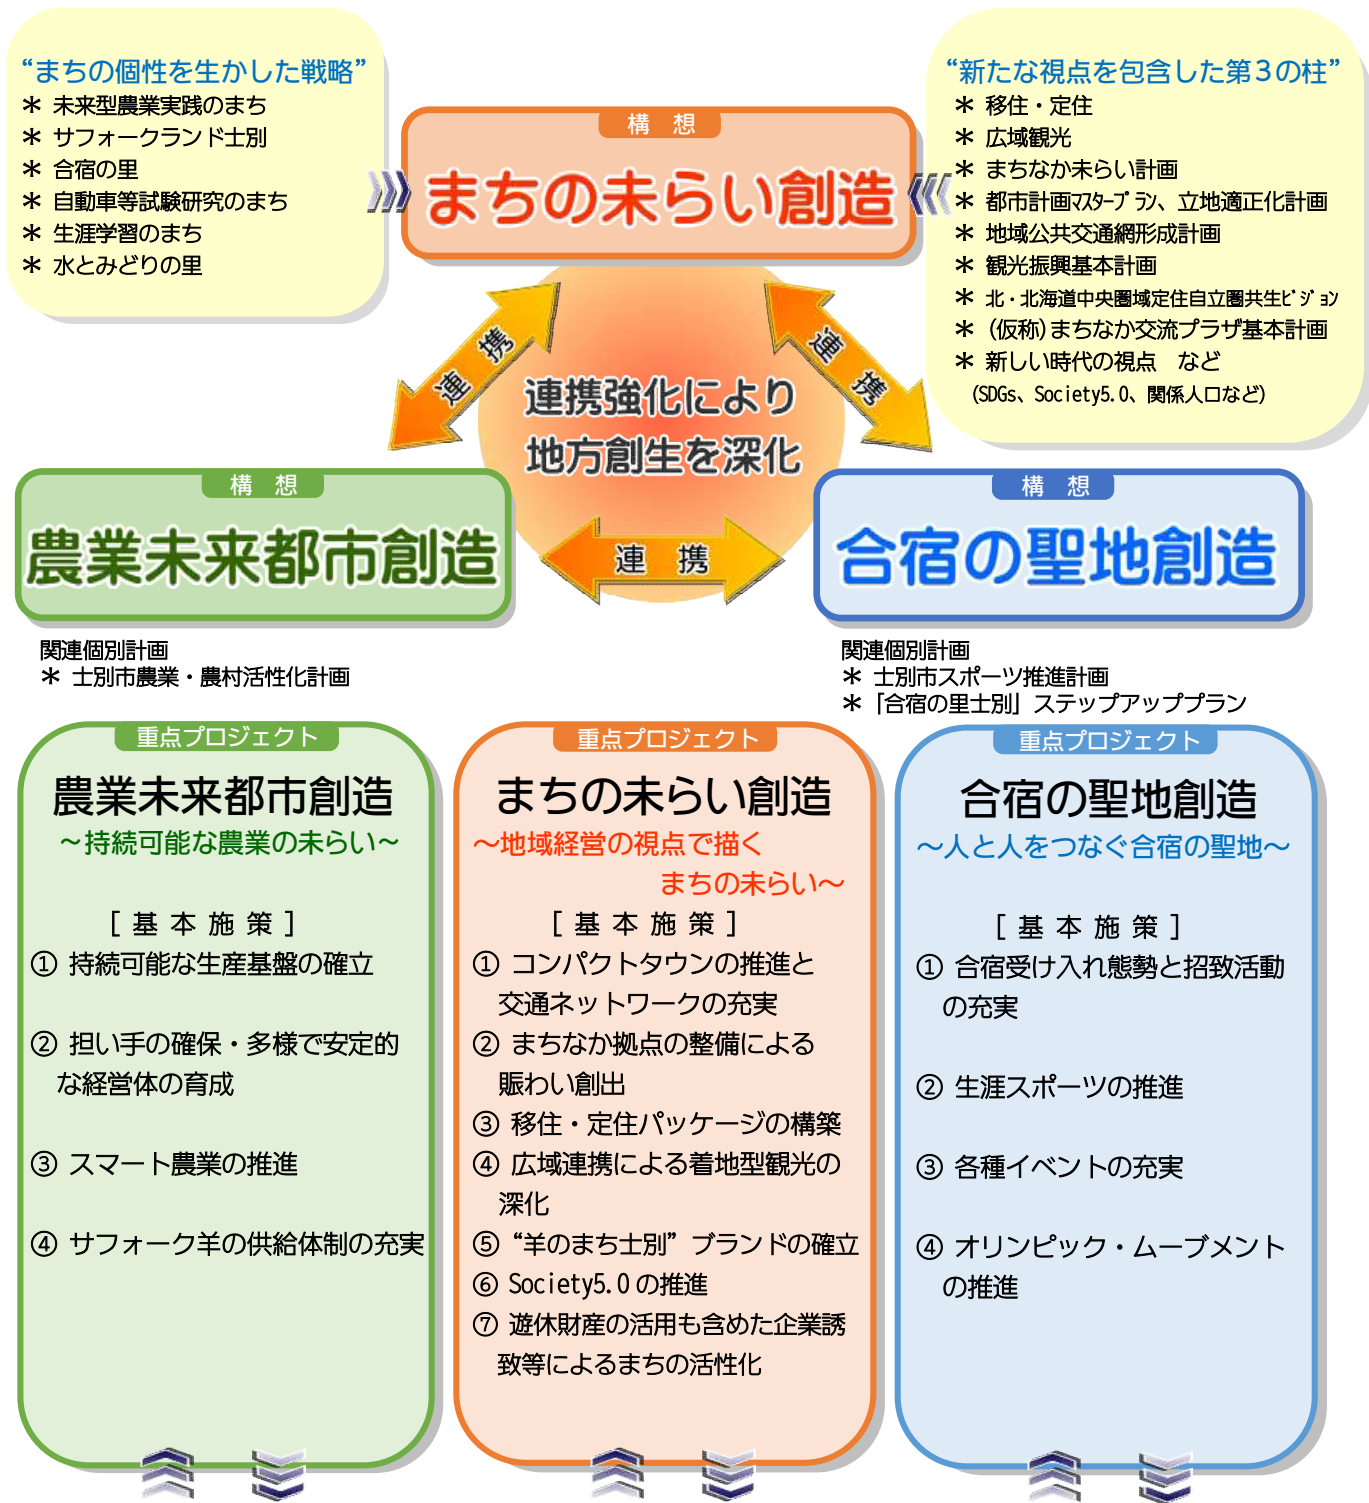 “まちの個性を生かした戦略”
＊ 未来型農業実践のまち
＊ サフォークランド士別
＊ 合宿の里
＊ 自動車等試験研究のまち
＊ 生涯学習のまち
＊ 水とみどりの里
構　想
まちの未らい創造
“新たな視点を包含した第３の柱”
＊ 移住・定住
＊ 広域観光
＊ まちなか未らい計画
＊ 都市計画ﾏｽﾀｰﾌﾟﾗﾝ、立地適正化計画
＊ 地域公共交通網形成計画
＊ 観光振興基本計画
＊ 北・北海道中央圏域定住自立圏共生ﾋﾞｼﾞｮﾝ
＊ (仮称)まちなか交流プラザ基本計画
＊ 新しい時代の視点　など
(SDGs、Society5.0、関係人口など)
連　携
連　携
連携強化により
地方創生を深化
連　携
構　想
農業未来都市創造
構　想
合宿の聖地創造
関連個別計画
＊ 士別市農業・農村活性化計画
関連個別計画
＊ 士別市スポーツ推進計画
＊「合宿の里士別」ステップアッププラン
重点プロジェクト
農業未来都市創造
～持続可能な農業の未らい～
［ 基 本 施 策 ］
① 持続可能な生産基盤の確立
② 担い手の確保・多様で安定的
な経営体の育成
③ スマート農業の推進
④ サフォーク羊の供給体制の充実
重点プロジェクト
まちの未らい創造
～地域経営の視点で描く
まちの未らい～
［ 基 本 施 策 ］
① コンパクトタウンの推進と
交通ネットワークの充実
② まちなか拠点の整備による
賑わい創出
③ 移住・定住パッケージの構築
④ 広域連携による着地型観光の
深化
⑤ “羊のまち士別”ブランドの確立
⑥ Society5.0の推進
⑦ 遊休財産の活用も含めた企業誘
致等によるまちの活性化
重点プロジェクト
合宿の聖地創造
～人と人をつなぐ合宿の聖地～
［ 基 本 施 策 ］
① 合宿受け入れ態勢と招致活動
の充実
② 生涯スポーツの推進
③ 各種イベントの充実
④ オリンピック・ムーブメント
の推進